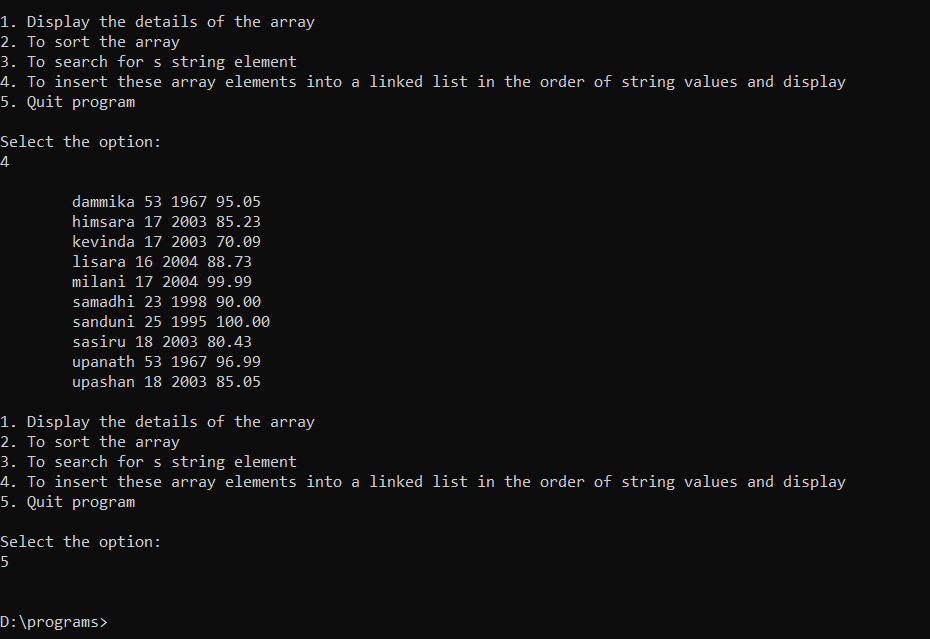 1. Display the details of the array
2. To sort the array
3. To search for s string element
4. To insert these array elements into a linked list in the order of string values and display
5. Quit program
Select the option:
4
dammika 53 1967 95.05
himsara 17 2003 85.23
kevinda 17 2003 70.09
lisara 16 2004 88.73
milani 17 2004 99.99
samadhi 23 1998 90.00
sanduni 25 1995 100.00
sasiru 18 2003 80.43
upanath 53 1967 96.99
upashan 18 2003 85.05
1. Display the details of the array
2. To sort the array
3. To search for s string element
4. To insert these array elements into a linked list in the order of string values and display
5. Quit program
Select the option:
5
D:\programs>